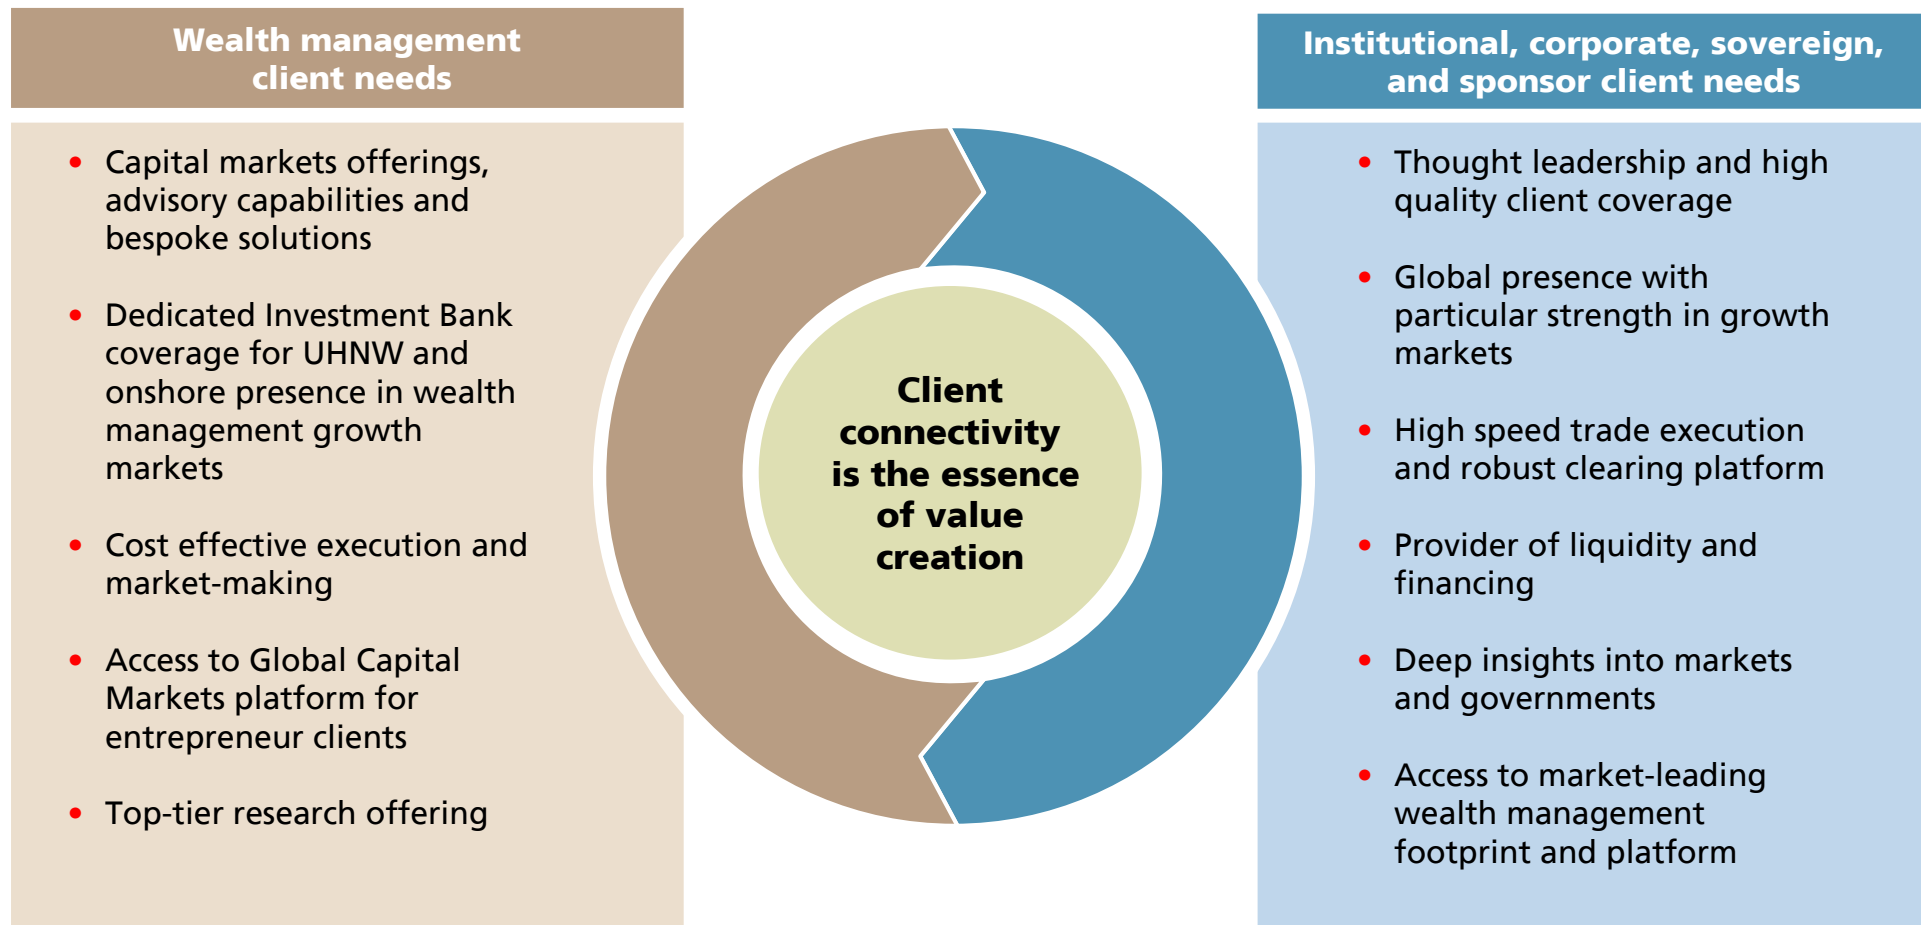 Wealth management
client needs
• Capital markets offerings,
advisory capabilities and
bespoke solutions
• Dedicated Investment Bank
coverage for UHNW and
onshore presence in wealth
management growth
markets
• Cost effective execution and
market-making
• Access to Global Capital
Markets platform for
entrepreneur clients
• Top-tier research offering
Client
connectivity
is the essence
of value
creation
Institutional, corporate, sovereign,
and sponsor client needs
• Thought leadership and high
quality client coverage
• Global presence with
particular strength in growth
markets
• High speed trade execution
and robust clearing platform
• Provider of liquidity and
financing
• Deep insights into markets
and governments
• Access to market-leading
wealth management
footprint and platform